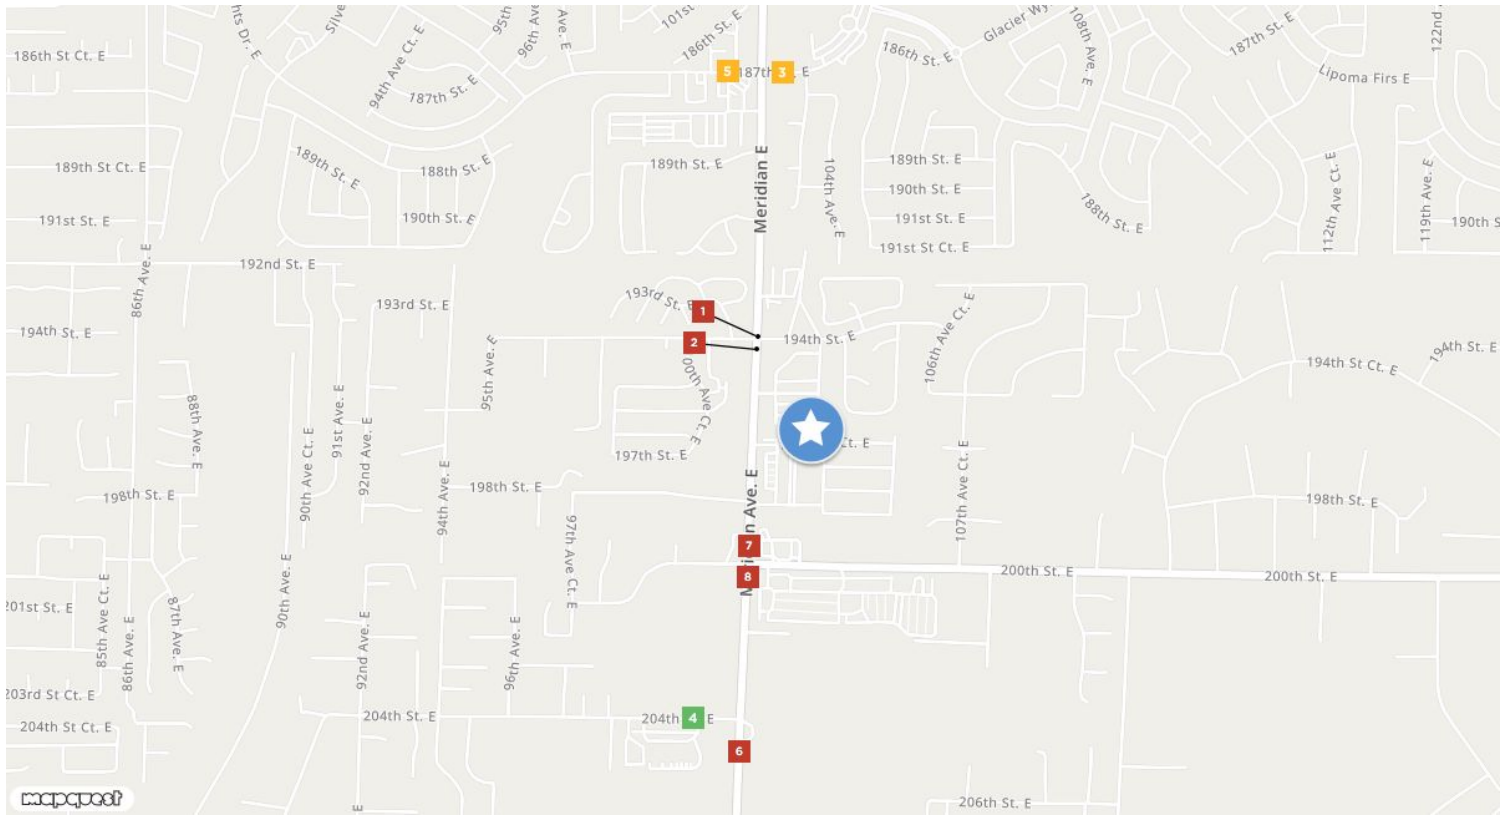 hts Dr. E
Silve
95th
96th Ave
Ave. E
101st
186th St. E
Glacier Wy
108th Ave. E
187th St. E
122nd
186th St Ct. E
94th Ave Ct. E
187th St. E
5
187th
3
E
186th St. E
Lipoma Firs E
189th St Ct. E
189th St. E
188th St. E
189th St. E
Meridian E
104th Ave. E
189th St. E
190th St. E
191st St. E
191st St Ct. E
188th St. E
112th Ave Ct. E
119th Ave. E
190th S
191st St. E
190th St. E
192nd St. E
86th Ave. E
193rd St. E
193rd St. E
1
2
194th St. E
194th St. E
106th Ave Ct. E
194th St Ct. E
194th St. E
95th Ave. E
00th Ave Ct. E
88th Ave. E
91st Ave. E
92nd Ave. E
90th Ave Ct. E
94th Ave. E
197th St. E
Ct. E
107th Ave Ct. E
198th St. E
198th St. E
198th St. E
97th Ave Ct. E
n Ave. E
7
8
200th St. E
200th St. E
201st St. E
85th Ave Ct. E
86th Ave. E
87th Ave. E
90th Ave. E
92nd Ave. E
96th Ave. E
203rd St Ct. E
204th St Ct. E
204th St. E
204th
4
E
6
206th St. E
E
mapquest